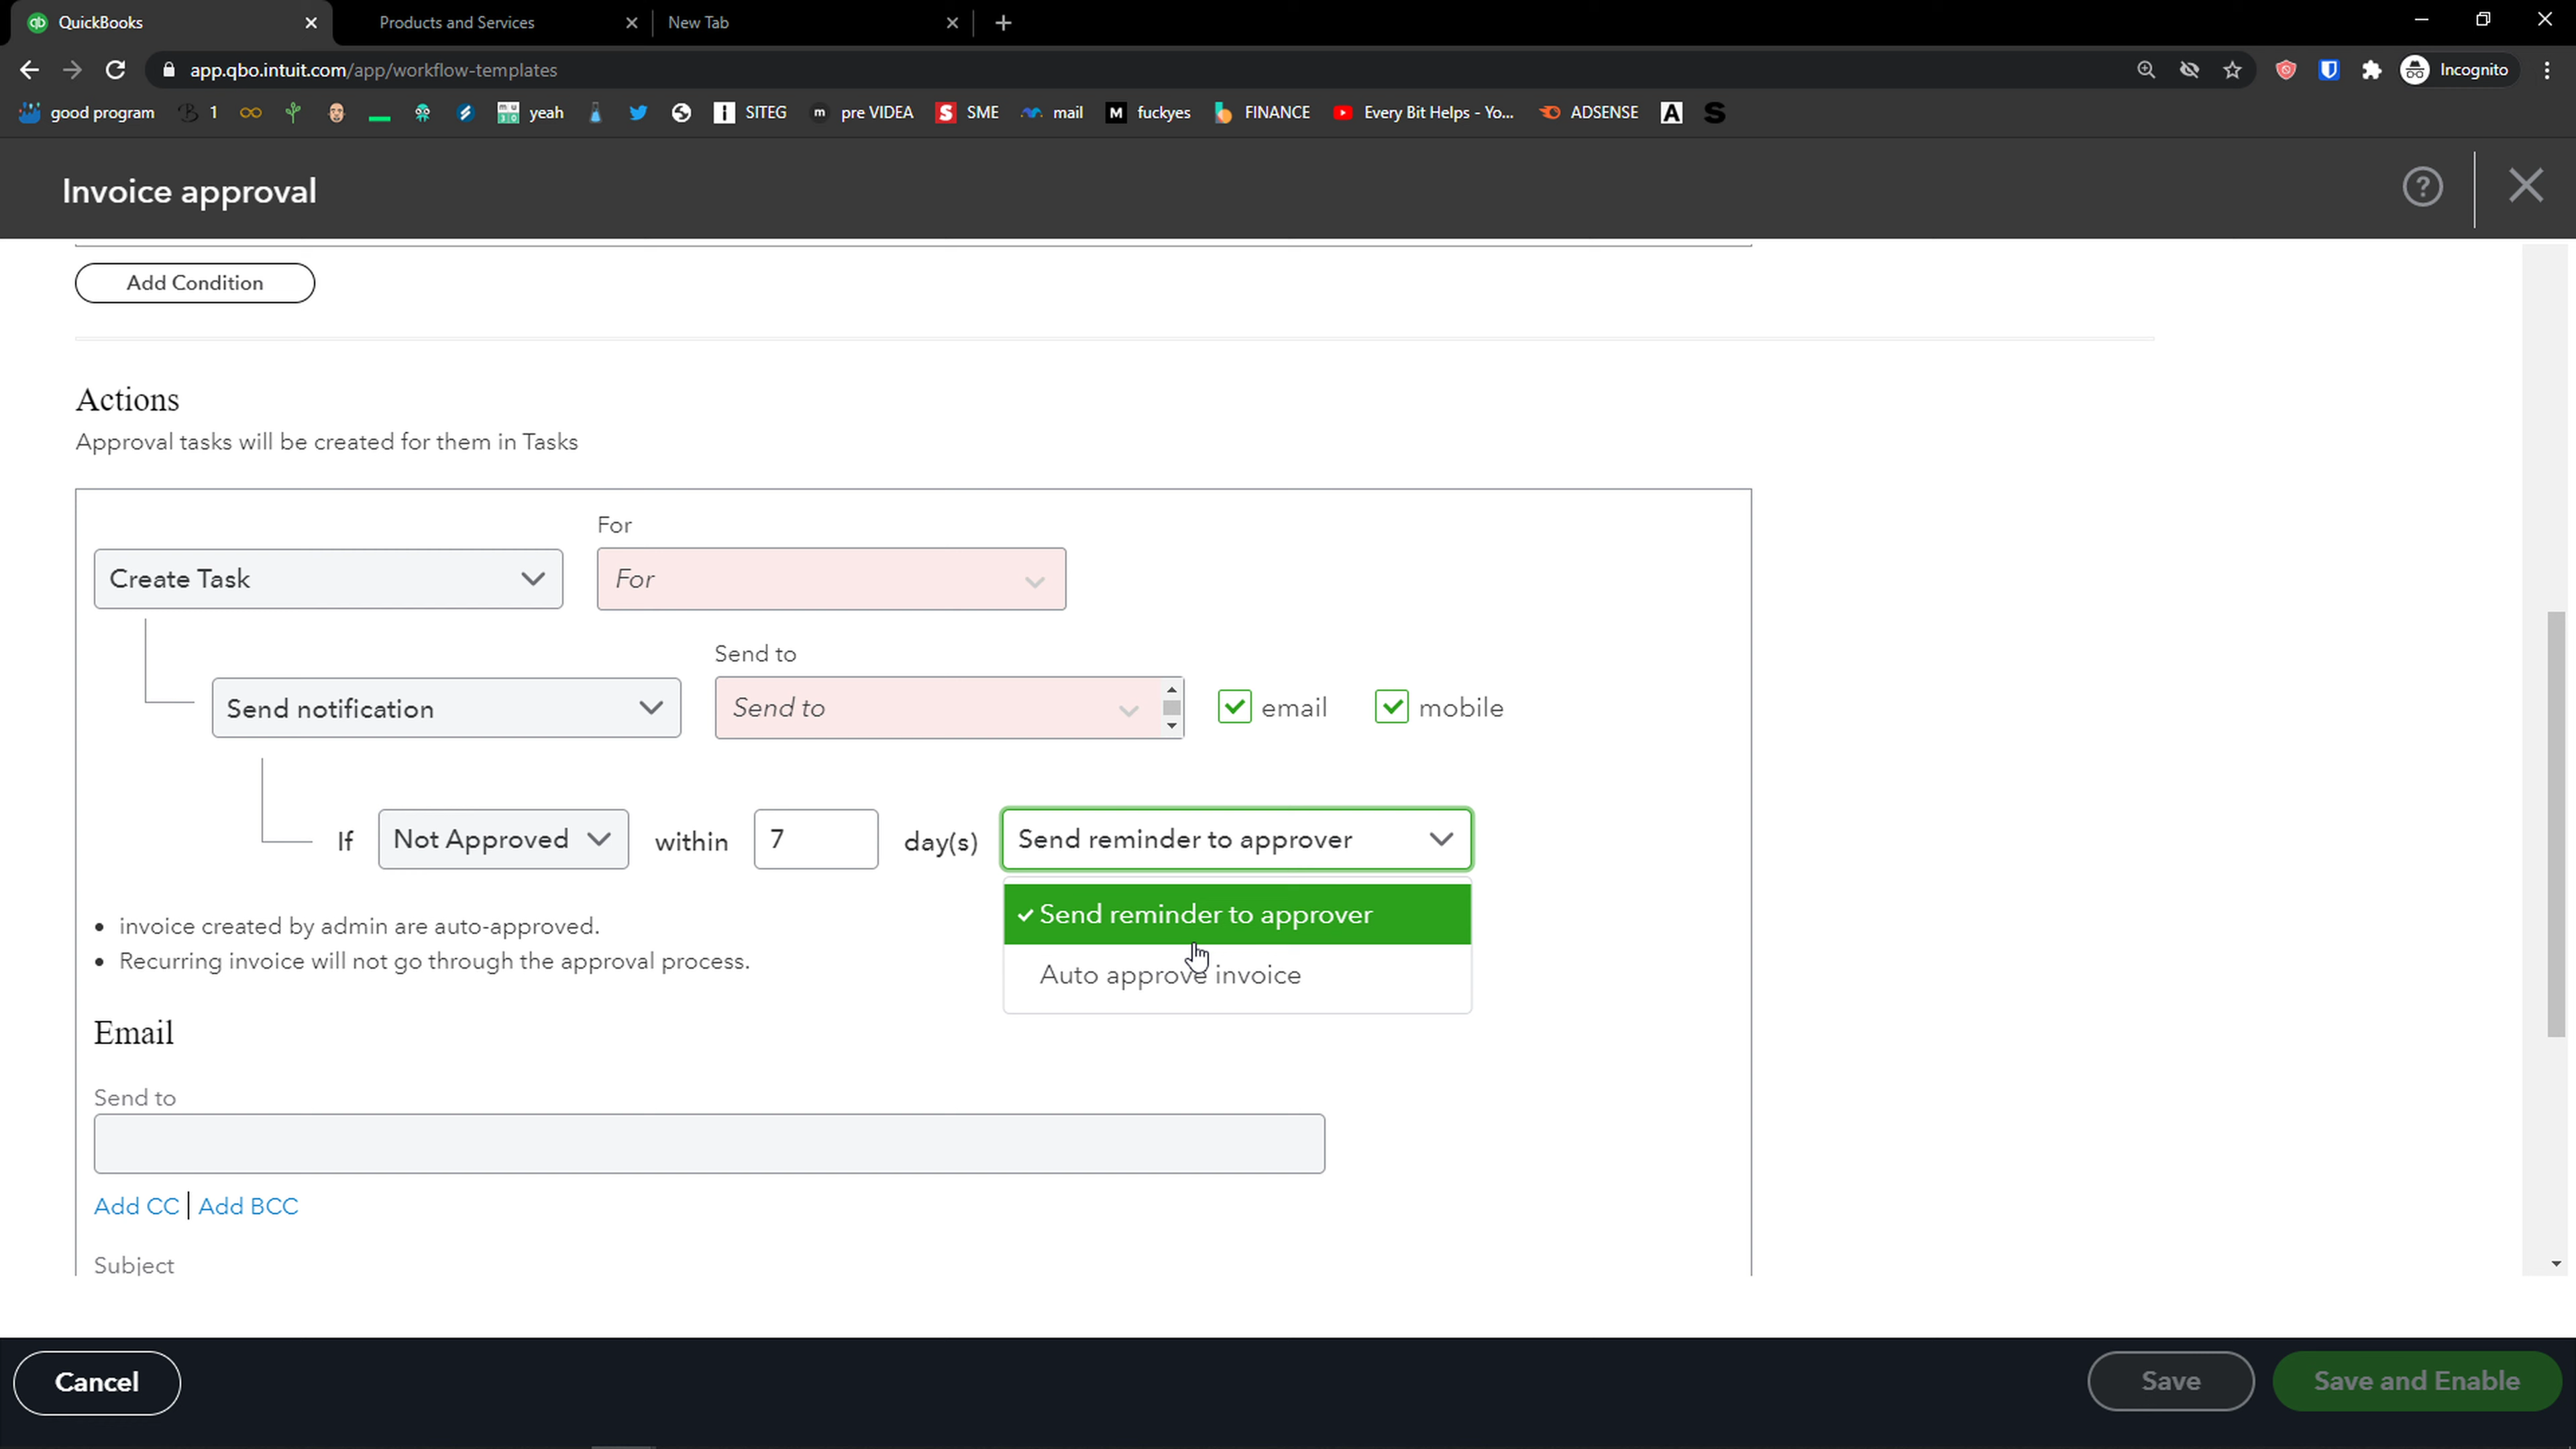 QuickBooks
Products and Services
New Tab
app.qbo.intuit.com/app/workflow-templates
Incognito
good program
1
yeah
SITEG
pre VIDEA
SME
mail
fuckyes
FINANCE
Every Bit Helps - Yo...
ADSENSE
Invoice approval
Add Condition
Actions
Approval tasks will be created for them in Tasks
For
Create Task
For
Send to
Send notification
Send to
email
mobile
If Not Approved within 7 day(s) Send reminder to approver
Send reminder to approver
Auto approve invoice
• invoice created by admin are auto-approved.
• Recurring invoice will not go through the approval process.
Email
Send to
Add CC | Add BCC
Subject
Cancel
Save
Save and Enable